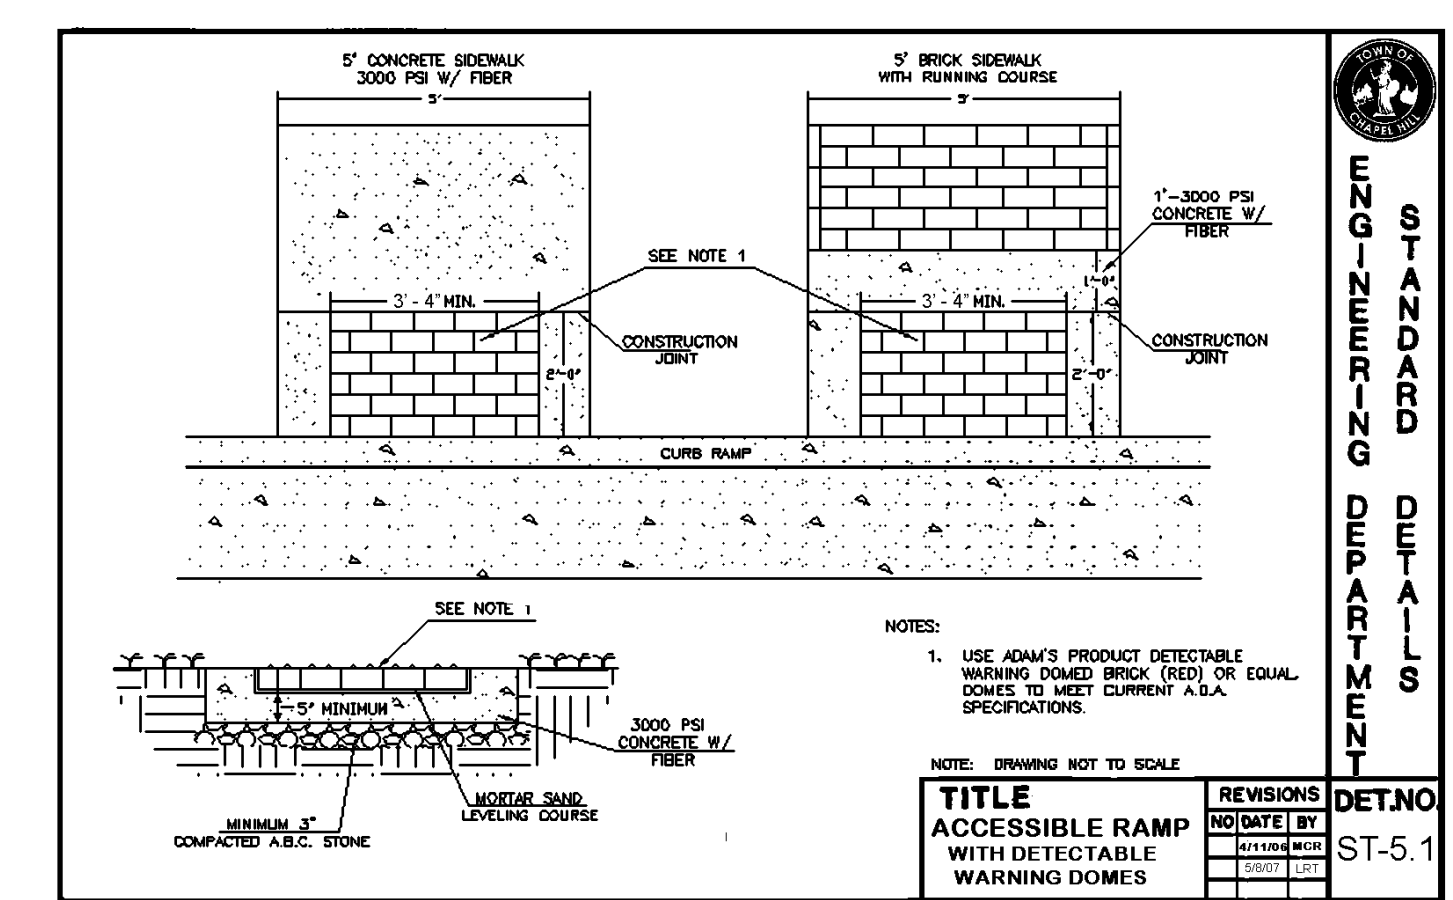 5' CONCRETE SIDEWALK
3000 PSI W/ FIBER
5'
5' BRICK SIDEWALK
WITH RUNNING COURSE
5'
1'-3000 PSI
CONCRETE W/
FIBER
SEE NOTE 1
1'-0"
3' - 4" MIN.
3' - 4" MIN.
CONSTRUCTION
JOINT
CONSTRUCTION
JOINT
2'-0"
2'-0"
CURB RAMP
SEE NOTE 1
5" MINIMUM
3000 PSI
CONCRETE W/
FIBER
MORTAR SAND
LEVELING COURSE
MINIMUM 3"
COMPACTED A.B.C. STONE
NOTES:
1. USE ADAM'S PRODUCT DETECTABLE
WARNING DOMED BRICK (RED) OR EQUAL.
DOMES TO MEET CURRENT A.D.A.
SPECIFICATIONS.
NOTE: DRAWING NOT TO SCALE
TITLE
ACCESSIBLE RAMP
WITH DETECTABLE
WARNING DOMES
REVISIONS
NO DATE BY
4/11/06 MCR
5/8/07 LRT
TOWN OF
CHAPEL HILL
ENGINEERING DEPARTMENT
STANDARD DETAILS
DET.NO.
ST-5.1